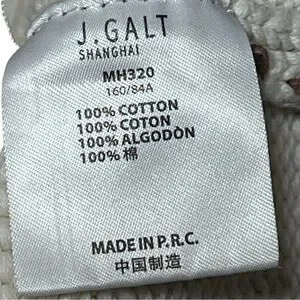 J.GALT
SHANGHAI
MH320
160/84A
100% COTTON
100% COTON
100% ALGODÒN
100% 棉
MADE IN P.R.C.
中国制造